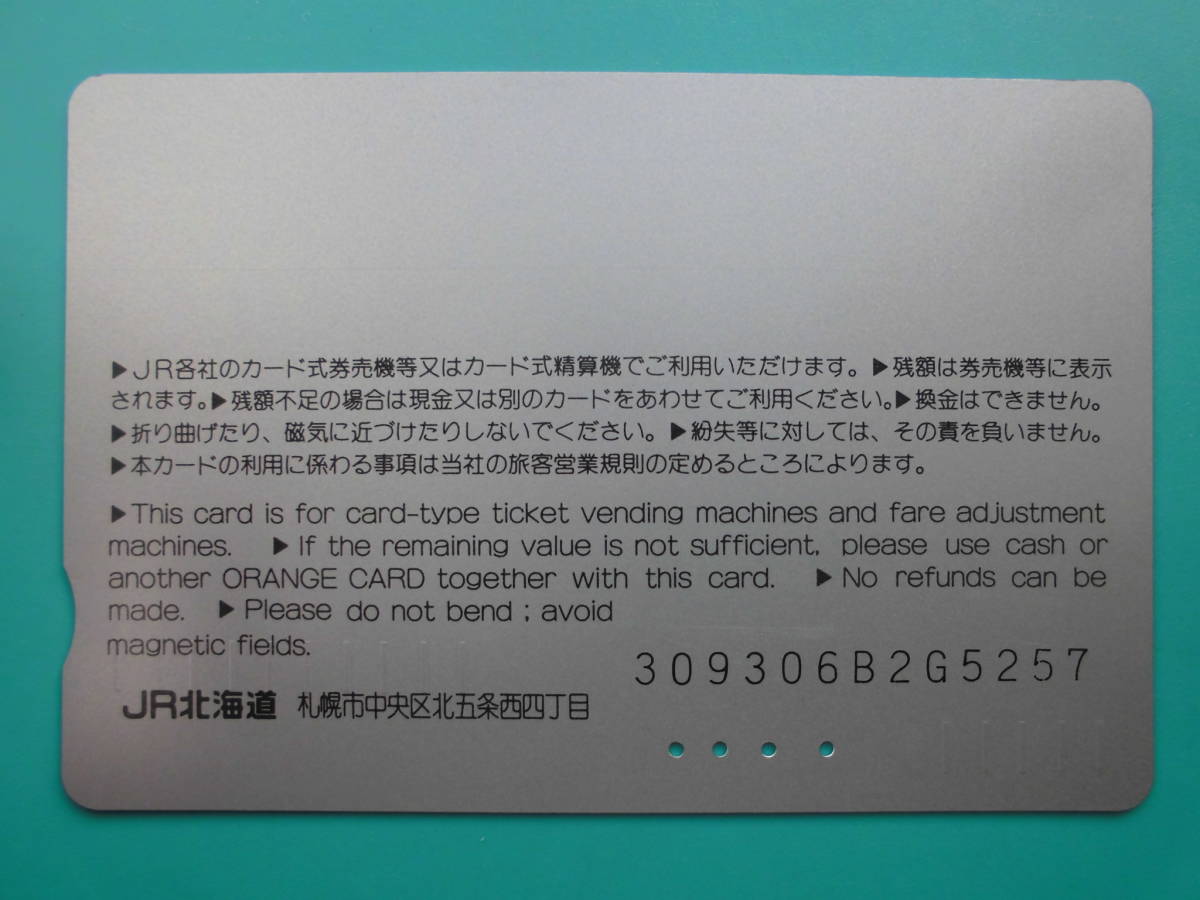 ▶JR各社のカード式券売機等又はカード式精算機でご利用いただけます。▶残額は券売機等に表示
されます。▶残額不足の場合は現金又は別のカードをあわせてご利用ください。▶換金はできません。
▶折り曲げたり、磁気に近づけたりしないでください。▶紛失等に対しては、その責を負いません。
▶本カードの利用に係わる事項は当社の旅客営業規則の定めるところによります。
▶This card is for card-type ticket vending machines and fare adjustment
machines. ▶If the remaining value is not sufficient, please use cash or
another ORANGE CARD together with this card. ▶No refunds can be
made. ▶Please do not bend; avoid
magnetic fields.
309306B2G5257
JR北海道 札幌市中央区北五条西四丁目